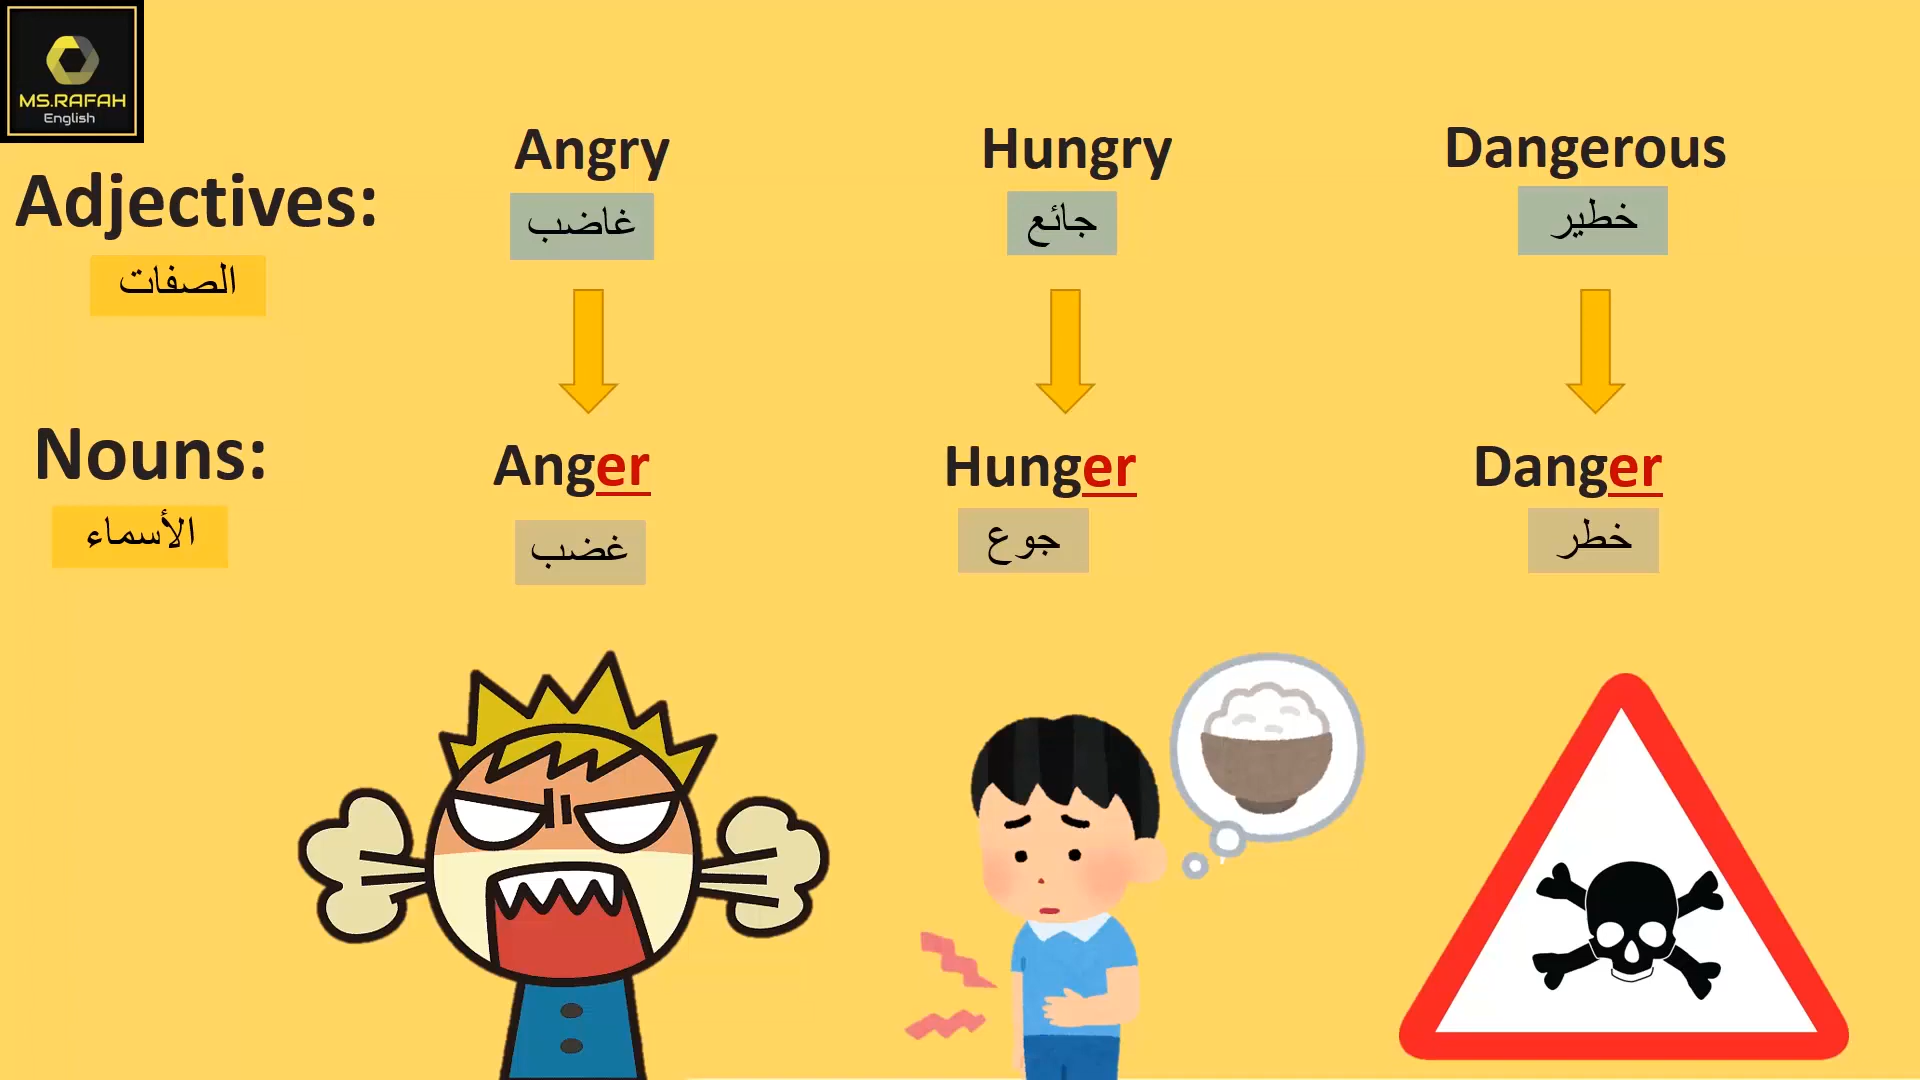 MS.RAFAH
English
Adjectives:
الصفات
Angry
غاضب
Hungry
جائع
Dangerous
خطير
Nouns:
الأسماء
Anger
غضب
Hunger
جوع
Danger
خطر